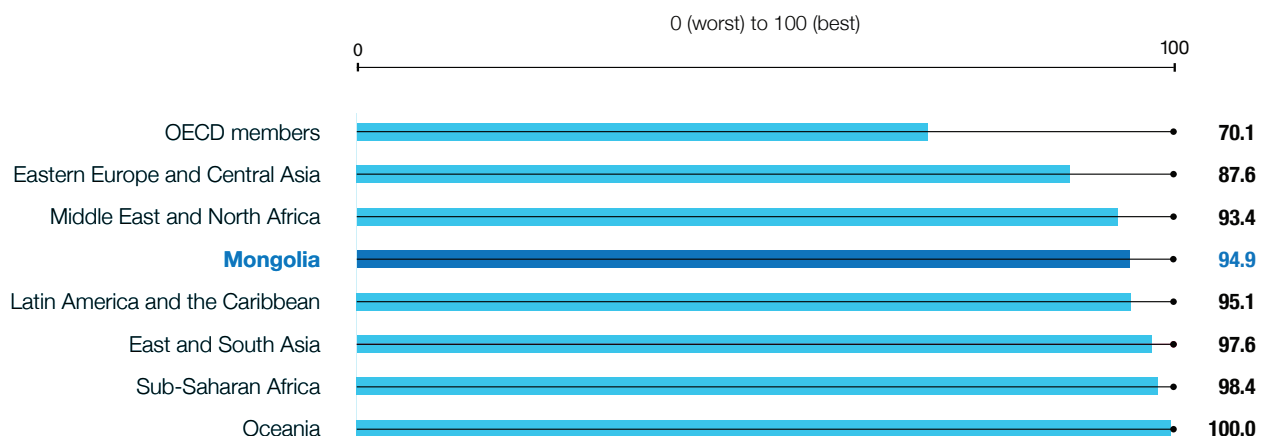 0 (worst) to 100 (best)
0 100
OECD members 70.1
Eastern Europe and Central Asia 87.6
Middle East and North Africa 93.4
Mongolia 94.9
Latin America and the Caribbean 95.1
East and South Asia 97.6
Sub-Saharan Africa 98.4
Oceania 100.0